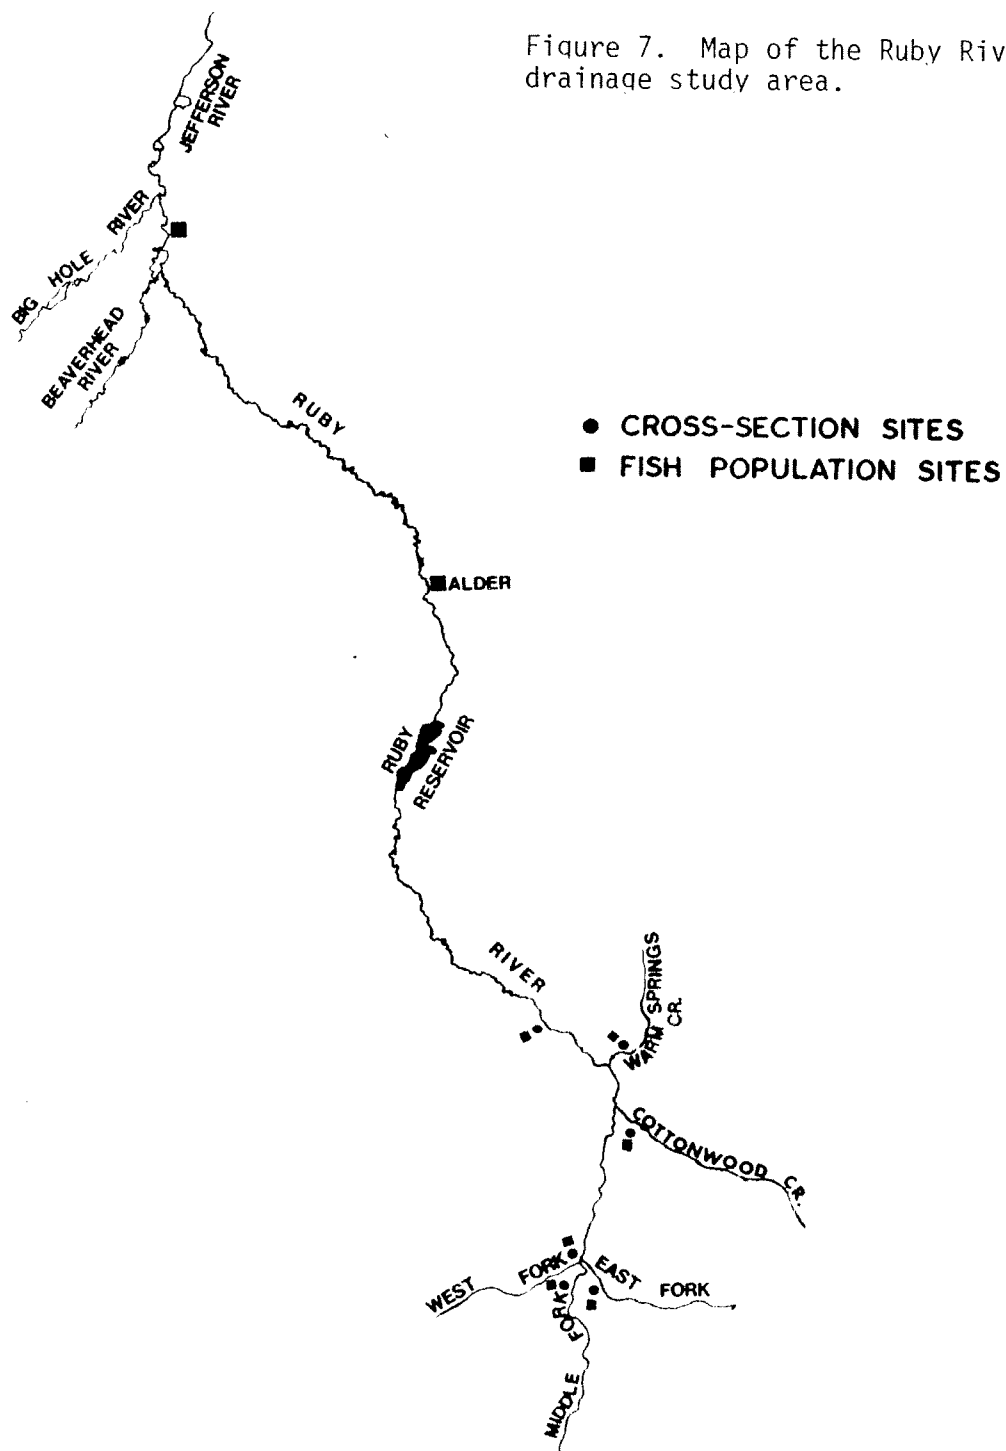 Figure 7. Map of the Ruby Riv
drainage study area.
JEFFERSON
RIVER
BIG HOLE RIVER
BEAVERHEAD
RIVER
RUBY
CROSS-SECTION SITES
FISH POPULATION SITES
ALDER
RUBY
RESERVOIR
RIVER
WARM SPRINGS
CR.
COTTONWOOD CR.
WEST FORK
EAST FORK
MIDDLE FORK